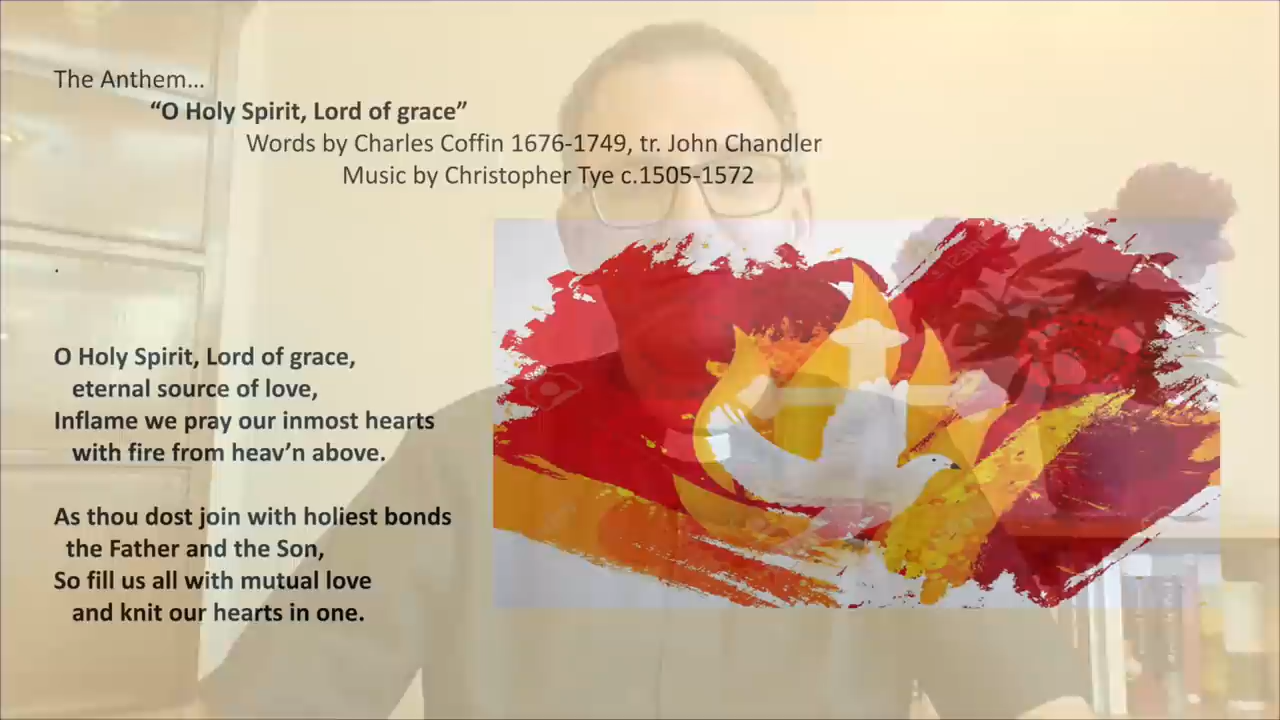 The Anthem…
“O Holy Spirit, Lord of grace”
Words by Charles Coffin 1676-1749, tr. John Chandler
Music by Christopher Tye c.1505-1572
O Holy Spirit, Lord of grace,
eternal source of love,
Inflame we pray our inmost hearts
with fire from heav’n above.
As thou dost join with holiest bonds
the Father and the Son,
So fill us all with mutual love
and knit our hearts in one.